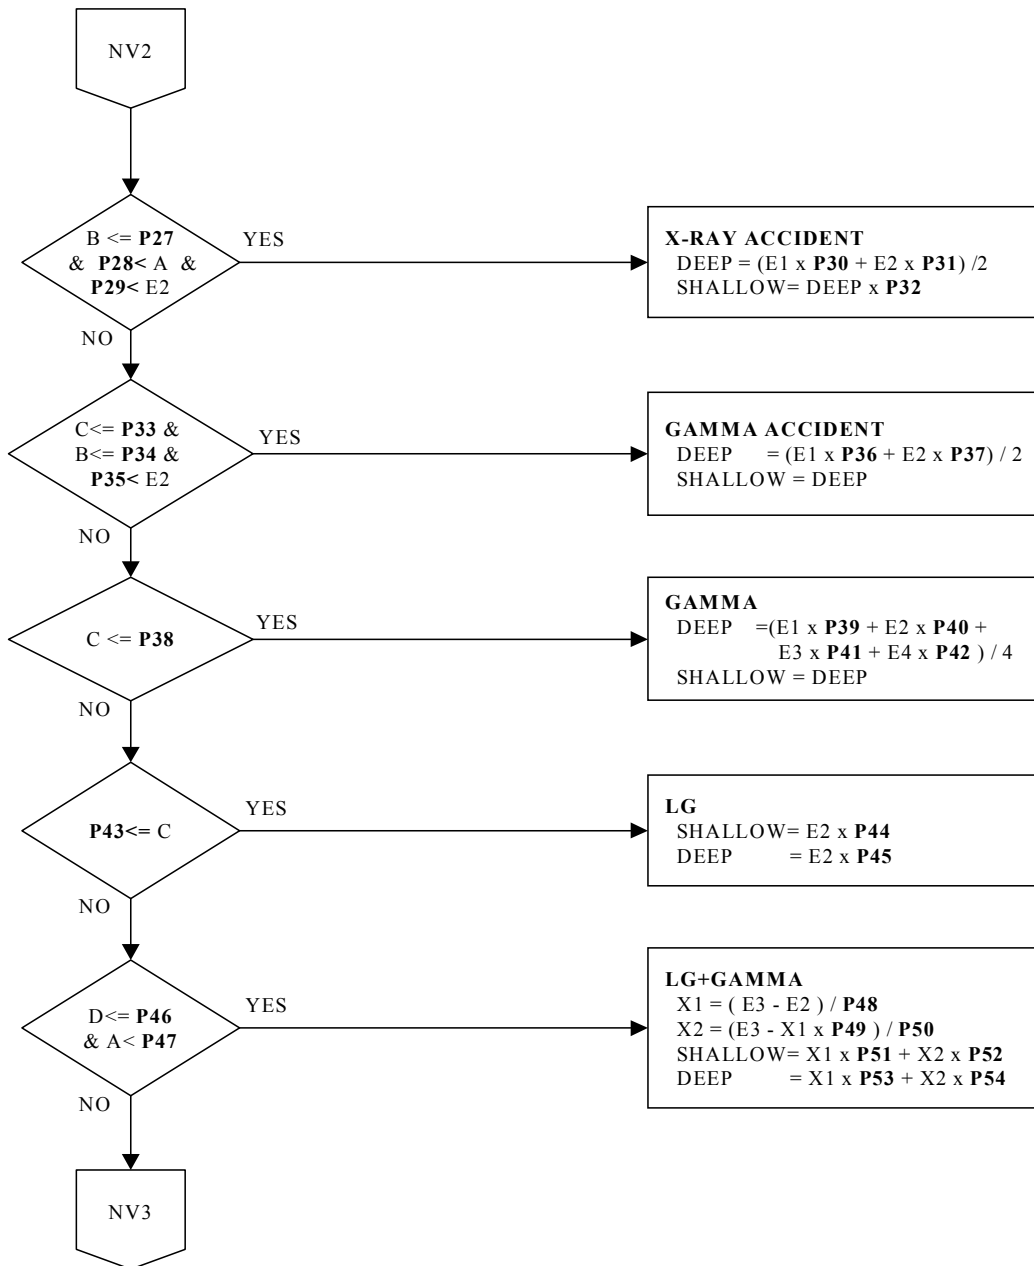 NV2
B <= P27
& P28< A &
P29< E2
YES
NO
X-RAY ACCIDENT
DEEP = (E1 x P30 + E2 x P31) /2
SHALLOW= DEEP x P32
C<= P33 &
B<= P34 &
P35< E2
YES
NO
GAMMA ACCIDENT
DEEP = (E1 x P36 + E2 x P37) / 2
SHALLOW = DEEP
C <= P38
YES
NO
GAMMA
DEEP =(E1 x P39 + E2 x P40 +
E3 x P41 + E4 x P42 ) / 4
SHALLOW = DEEP
P43<= C
YES
NO
LG
SHALLOW= E2 x P44
DEEP = E2 x P45
D<= P46
& A< P47
YES
NO
LG+GAMMA
X1 = ( E3 - E2 ) / P48
X2 = (E3 - X1 x P49 ) / P50
SHALLOW= X1 x P51 + X2 x P52
DEEP = X1 x P53 + X2 x P54
NV3